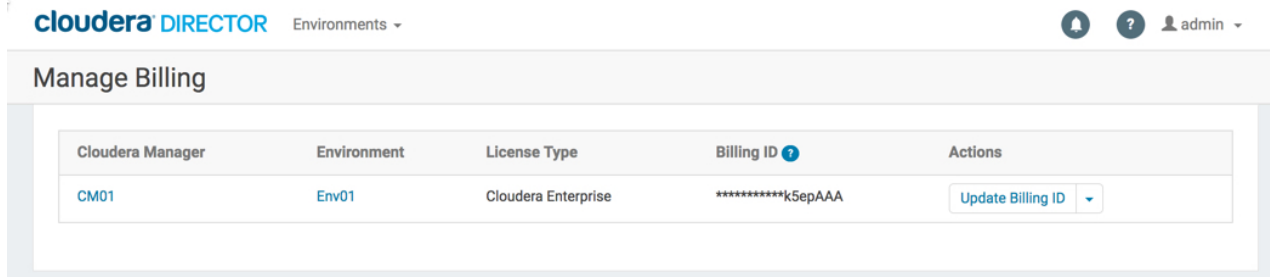 cloudera DIRECTOR Environments ? admin
Manage Billing
Cloudera Manager Environment License Type Billing ID ? Actions
CM01 Env01 Cloudera Enterprise ***********k5epAAA Update Billing ID